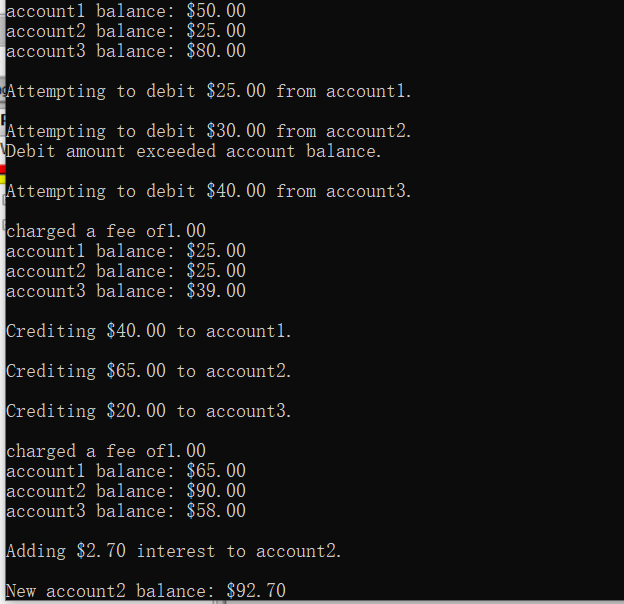 account1 balance: $50.00
account2 balance: $25.00
account3 balance: $80.00
Attempting to debit $25.00 from account1.
Attempting to debit $30.00 from account2.
Debit amount exceeded account balance.
Attempting to debit $40.00 from account3.
charged a fee of1.00
account1 balance: $25.00
account2 balance: $25.00
account3 balance: $39.00
Crediting $40.00 to account1.
Crediting $65.00 to account2.
Crediting $20.00 to account3.
charged a fee of1.00
account1 balance: $65.00
account2 balance: $90.00
account3 balance: $58.00
Adding $2.70 interest to account2.
New account2 balance: $92.70